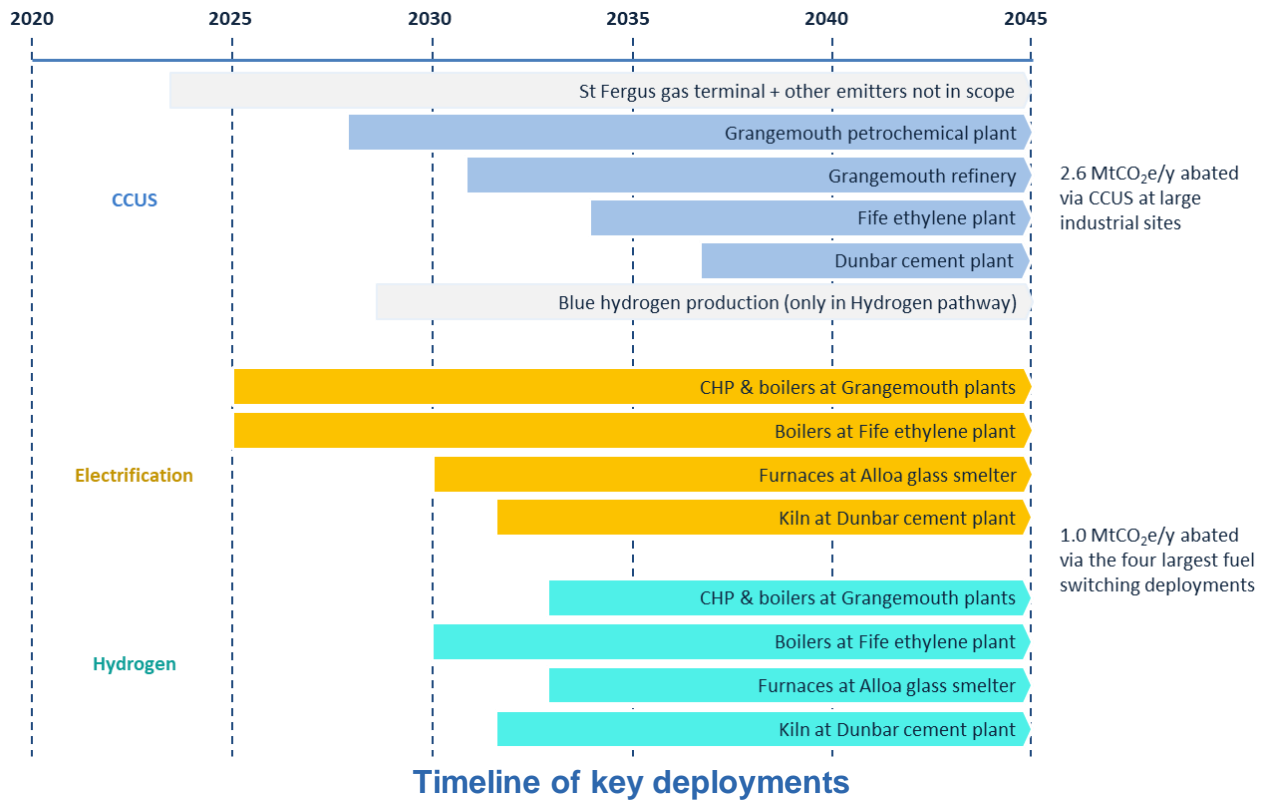 2020 2025 2030 2035 2040 2045
St Fergus gas terminal + other emitters not in scope
Grangemouth petrochemical plant
Grangemouth refinery
CCUS
Fife ethylene plant
Dunbar cement plant
Blue hydrogen production (only in Hydrogen pathway)
2.6 MtCO₂e/y abated
via CCUS at large
industrial sites
CHP & boilers at Grangemouth plants
Boilers at Fife ethylene plant
Electrification
Furnaces at Alloa glass smelter
Kiln at Dunbar cement plant
1.0 MtCO₂e/y abated
via the four largest fuel
switching deployments
CHP & boilers at Grangemouth plants
Boilers at Fife ethylene plant
Hydrogen
Furnaces at Alloa glass smelter
Kiln at Dunbar cement plant
Timeline of key deployments